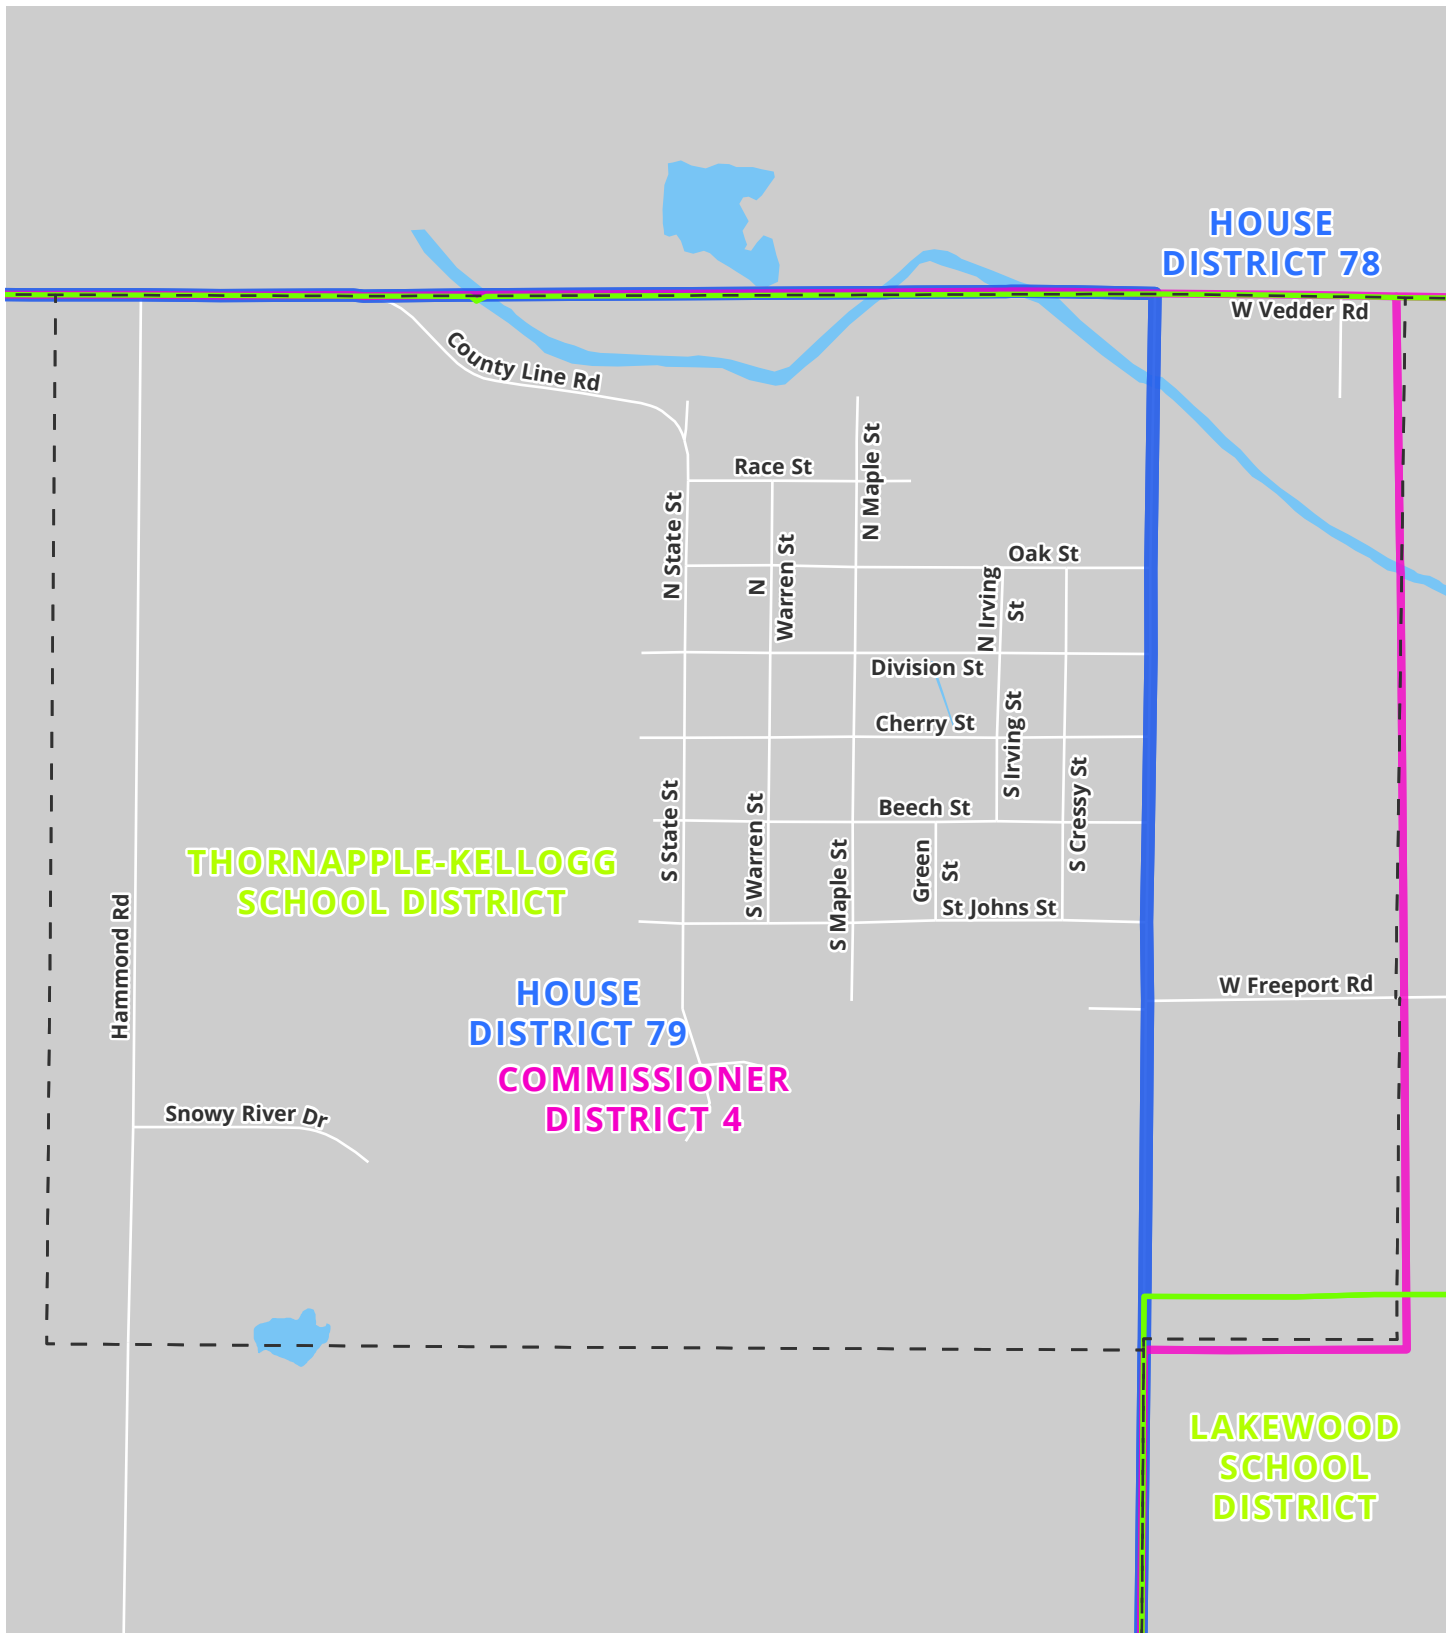 HOUSE
DISTRICT 78
W Vedder Rd
County Line Rd
N Maple St
Race St
N State St
N
Warren St
Oak St
N Irving
St
Division St
Cherry St
S Irving St
S Cressy St
S State St
S Warren St
Beech St
S Maple St
Green
St
St Johns St
THORNAPPLE-KELLOGG
SCHOOL DISTRICT
Hammond Rd
W Freeport Rd
HOUSE
DISTRICT 79
COMMISSIONER
DISTRICT 4
Snowy River Dr
LAKEWOOD
SCHOOL
DISTRICT